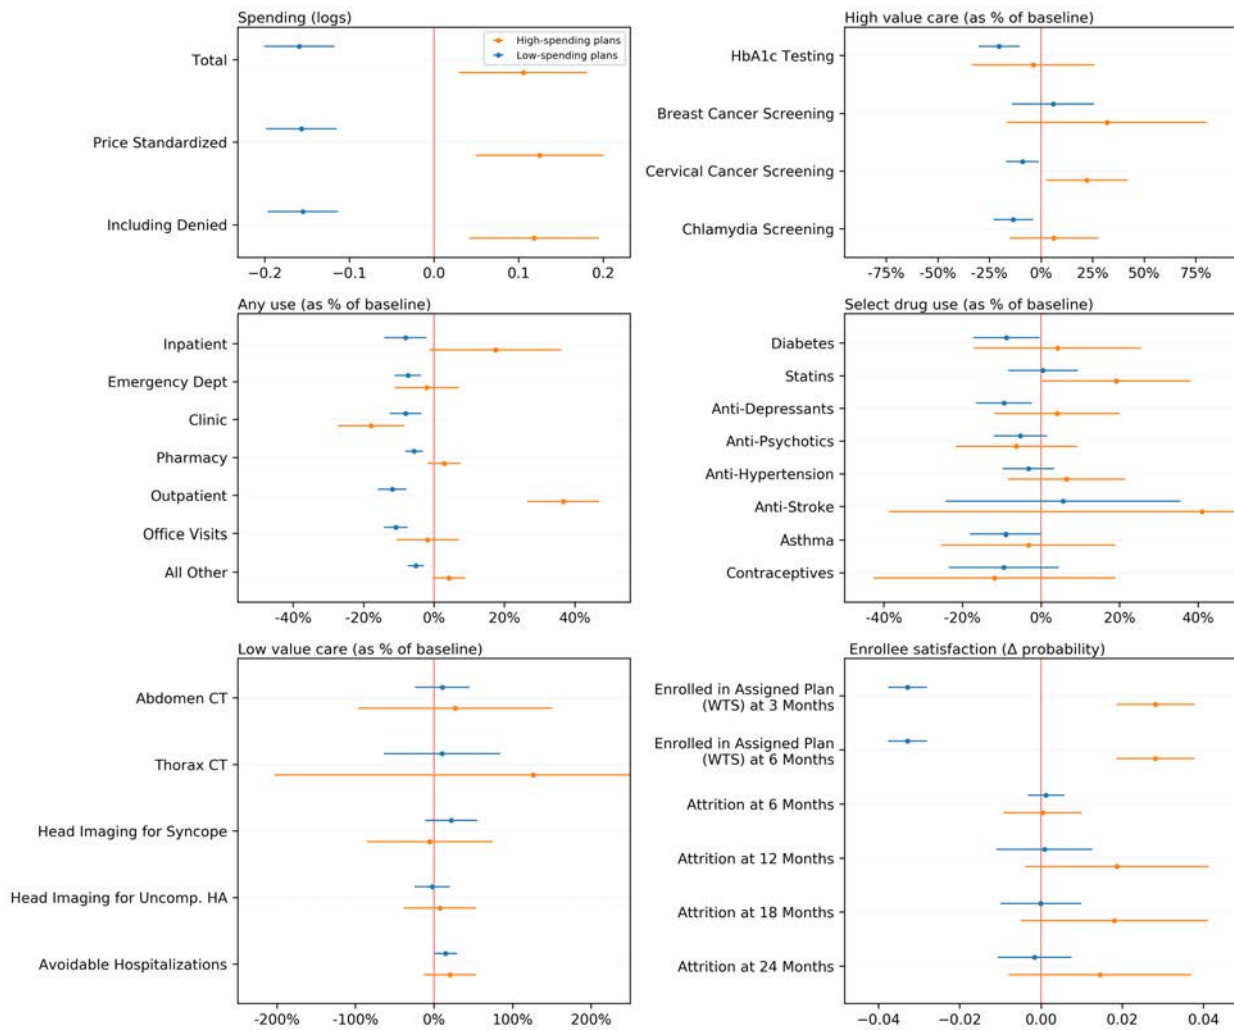 Spending (logs)
High-spending plans
Low-spending plans
Total
Price Standardized
Including Denied
−0.2 −0.1 0.0 0.1 0.2
High value care (as % of baseline)
HbA1c Testing
Breast Cancer Screening
Cervical Cancer Screening
Chlamydia Screening
-75% -50% -25% 0% 25% 50% 75%
Any use (as % of baseline)
Inpatient
Emergency Dept
Clinic
Pharmacy
Outpatient
Office Visits
All Other
-40% -20% 0% 20% 40%
Select drug use (as % of baseline)
Diabetes
Statins
Anti-Depressants
Anti-Psychotics
Anti-Hypertension
Anti-Stroke
Asthma
Contraceptives
-40% -20% 0% 20% 40%
Low value care (as % of baseline)
Abdomen CT
Thorax CT
Head Imaging for Syncope
Head Imaging for Uncomp. HA
Avoidable Hospitalizations
-200% -100% 0% 100% 200%
Enrollee satisfaction (Δ probability)
Enrolled in Assigned Plan
(WTS) at 3 Months
Enrolled in Assigned Plan
(WTS) at 6 Months
Attrition at 6 Months
Attrition at 12 Months
Attrition at 18 Months
Attrition at 24 Months
−0.04 −0.02 0.00 0.02 0.04